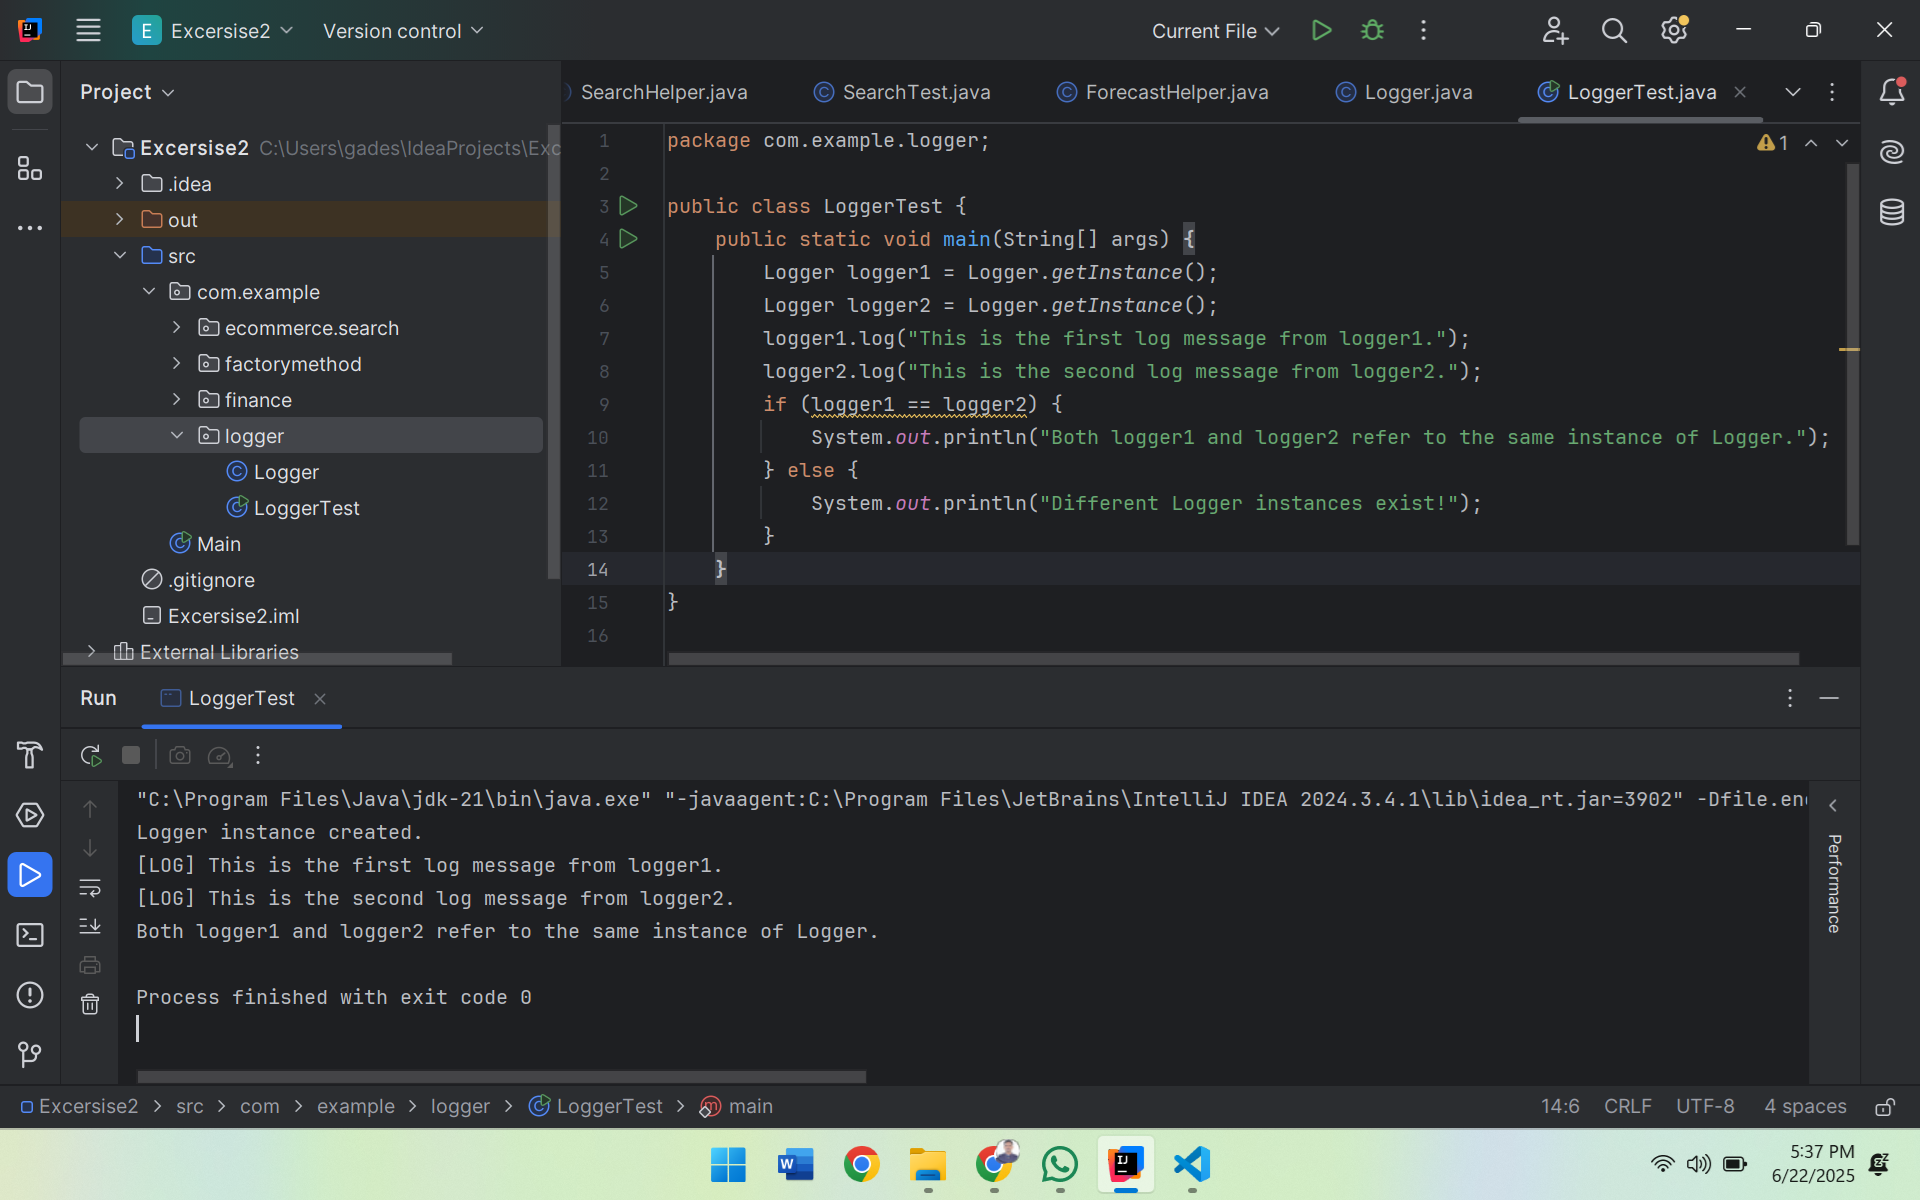 Excersise2
Version control
Current File
Project
SearchHelper.java
SearchTest.java
ForecastHelper.java
Logger.java
LoggerTest.java
Excersise2 C:\Users\gades\IdeaProjects\Exc
.idea
out
src
com.example
ecommerce.search
factorymethod
finance
logger
Logger
LoggerTest
Main
.gitignore
Excersise2.iml
External Libraries
1 package com.example.logger;
2
3 public class LoggerTest {
4 public static void main(String[] args) {
5 Logger logger1 = Logger.getInstance();
6 Logger logger2 = Logger.getInstance();
7 logger1.log("This is the first log message from logger1.");
8 logger2.log("This is the second log message from logger2.");
9 if (logger1 == logger2) {
10 System.out.println("Both logger1 and logger2 refer to the same instance of Logger.");
11 } else {
12 System.out.println("Different Logger instances exist!");
13 }
14 }
15 }
16
1
Run
LoggerTest
"C:\Program Files\Java\jdk-21\bin\java.exe" "-javaagent:C:\Program Files\JetBrains\IntelliJ IDEA 2024.3.4.1\lib\idea_rt.jar=3902" -Dfile.en
Logger instance created.
[LOG] This is the first log message from logger1.
[LOG] This is the second log message from logger2.
Both logger1 and logger2 refer to the same instance of Logger.
Process finished with exit code 0
Performance
Excersise2 > src > com > example > logger > LoggerTest > main
14:6 CRLF UTF-8 4 spaces
5:37 PM
6/22/2025